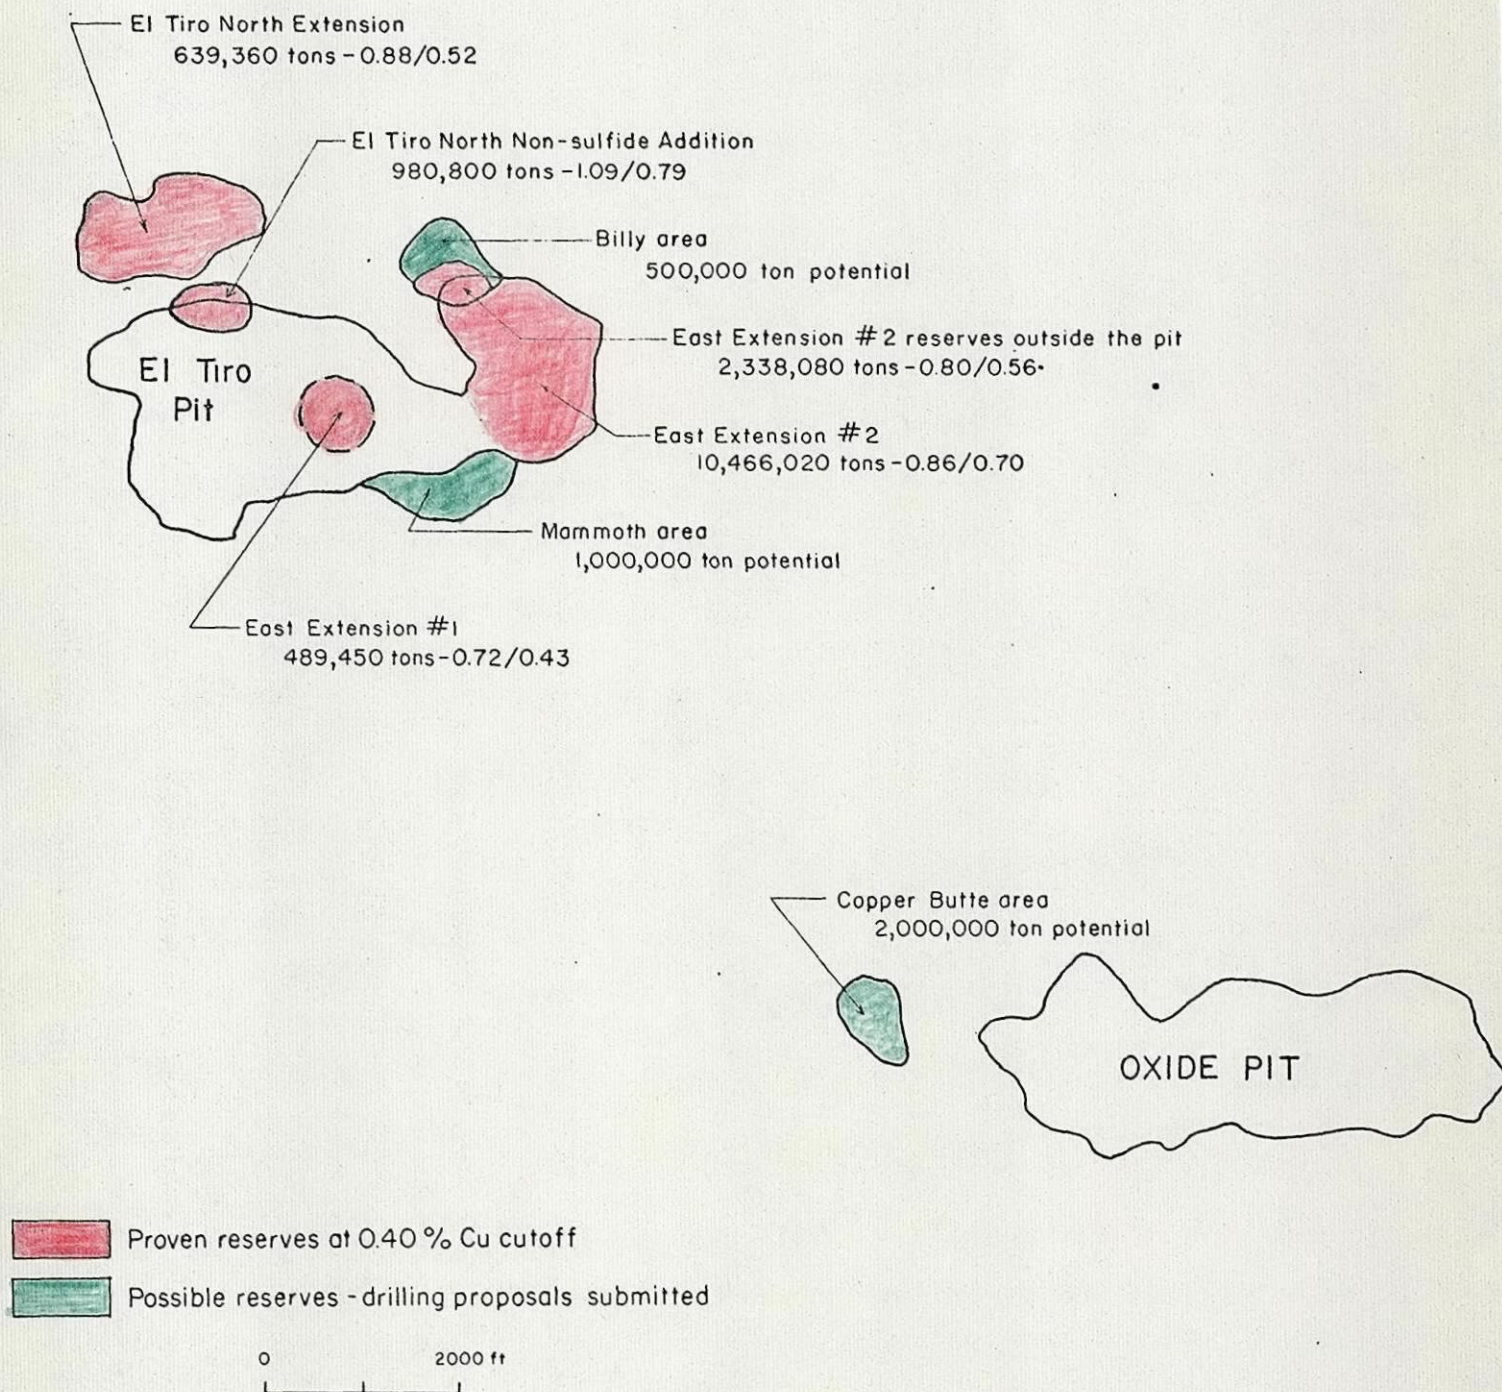 El Tiro North Extension
639,360 tons - 0.88/0.52
El Tiro North Non-sulfide Addition
980,800 tons - 1.09/0.79
Billy area
500,000 ton potential
East Extension #2 reserves outside the pit
2,338,080 tons - 0.80/0.56
El Tiro
Pit
East Extension #2
10,466,020 tons - 0.86/0.70
Mammoth area
1,000,000 ton potential
East Extension #1
489,450 tons - 0.72/0.43
Copper Butte area
2,000,000 ton potential
OXIDE PIT
Proven reserves at 0.40 % Cu cutoff
Possible reserves - drilling proposals submitted
0 2000 ft